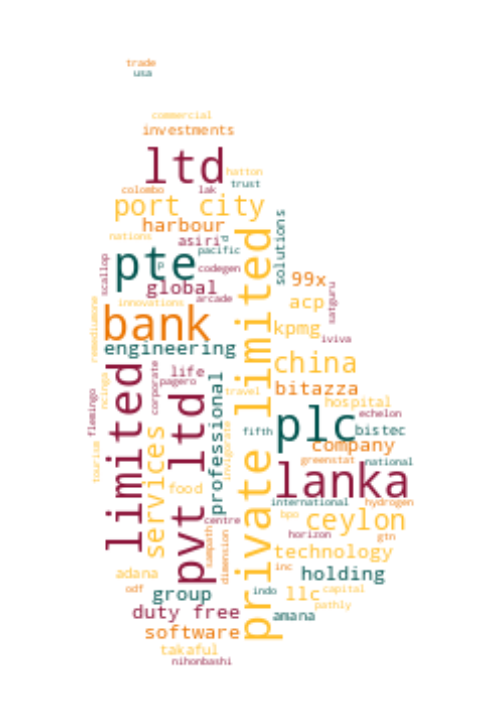 trade
usa
commercial
investments
ltd
hatton
trust
colombo
lak
port city
harbour
solutions
nations
asiri
d
pacific
pte
p
codegen
scallop
global
99x
satguru
innovations
arcade
acp
remediumone
bank
kpmg
iviva
engineering
private limited
china
limited
corporate
life
pagero
bitazza
ncinga
pvt ltd
professional
travel
hospital
flemingo
plc
echelon
fifth
bistec
invigorate
company
tourism
services
greenstat
national
lanka
food
international
hydrogen
centre
bpo
ceylon
sampath
horizon
gtn
dimension
technology
adana
inc
holding
odf
group
indo
llc
capital
pathly
duty free
amana
software
takaful
nihonbashi